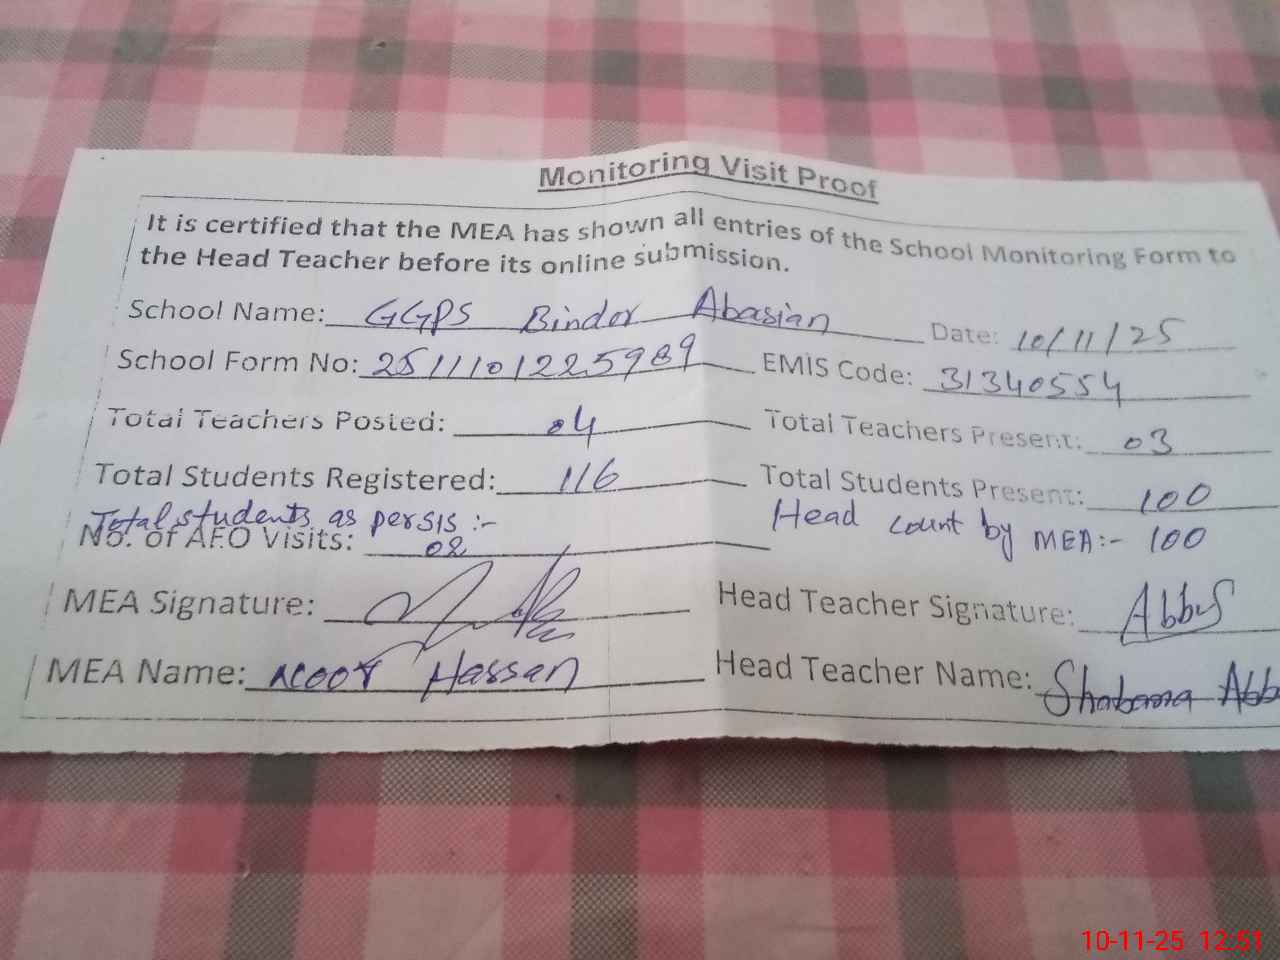 Monitoring Visit Proof
It is certified that the MEA has shown all entries of the School Monitoring Form to
the Head Teacher before its online submission.
School Name: GGPS Bindor Abasian Date: 10/11/25
School Form No: 2511101225989 EMIS Code: 31340554
Total Teachers Posted: 04 Total Teachers Present: 03
Total Students Registered: 116 Total Students Present: 100
Total students as per SIS :- Head count by MEA:- 100
No. of AEO Visits: 02
MEA Signature: Head Teacher Signature: Abbas
MEA Name: Noor Hassan Head Teacher Name: Shabana Abb
10-11-25 12:51